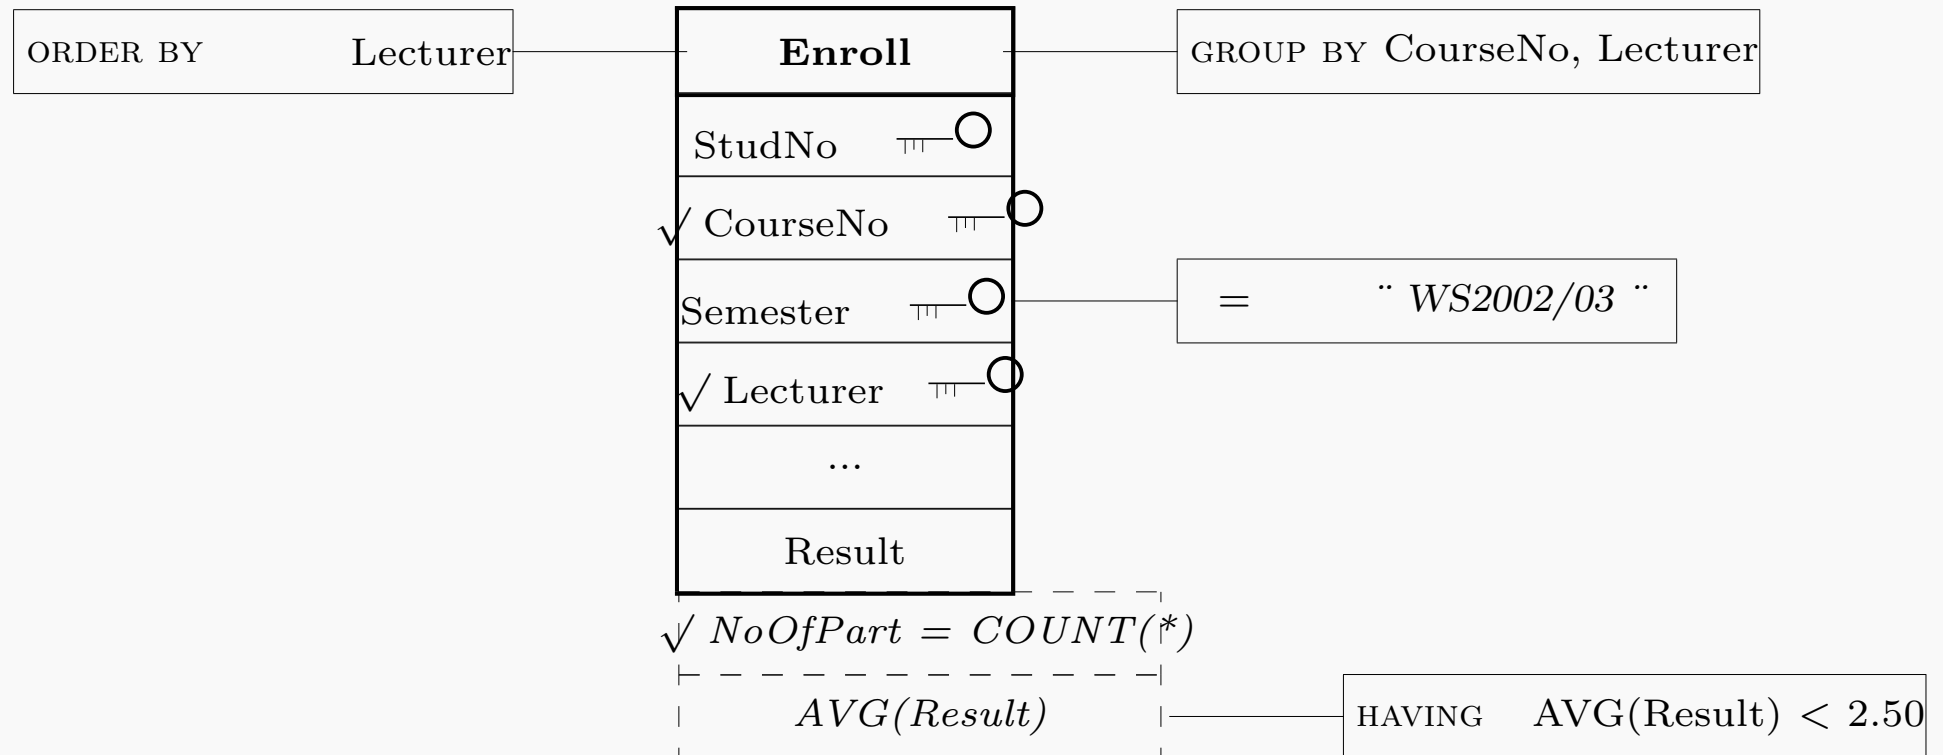 ORDER BY Lecturer
Enroll
GROUP BY CourseNo, Lecturer
StudNo
√ CourseNo
Semester
= ¨ WS2002/03 ¨
√ Lecturer
...
Result
√ NoOfPart = COUNT(*)
AVG(Result)
HAVING AVG(Result) < 2.50